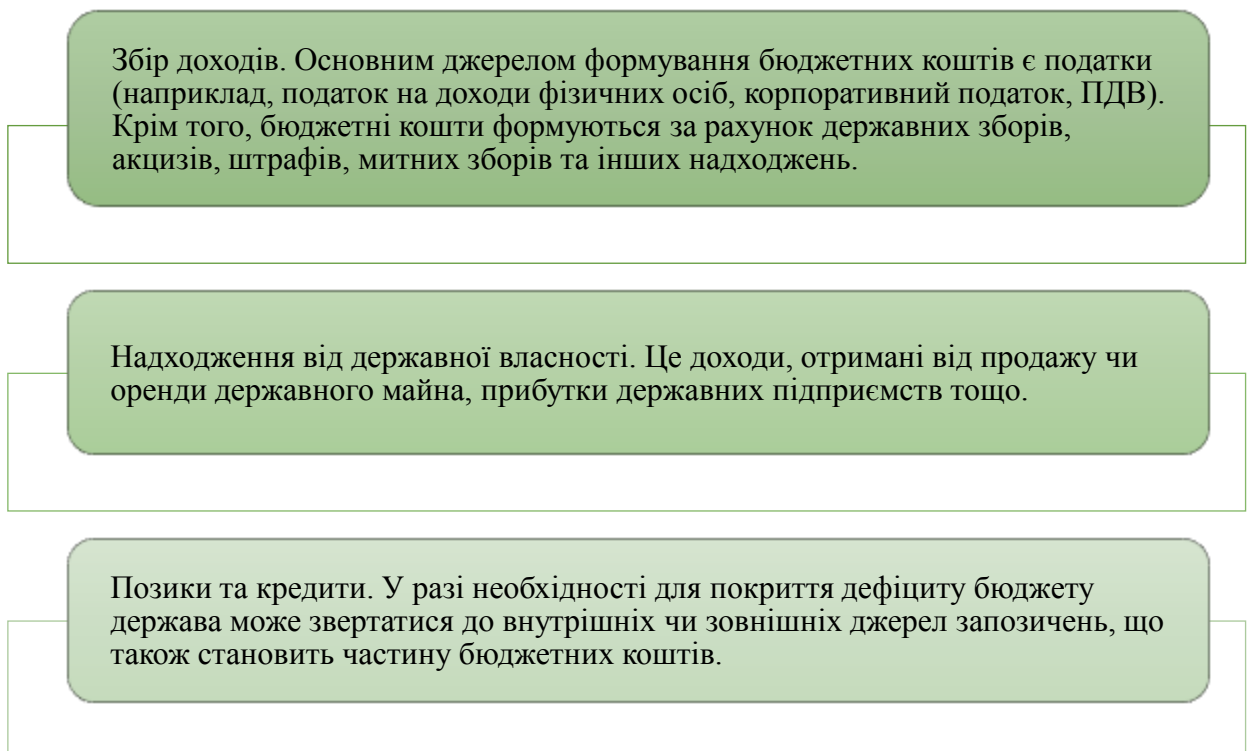 Збір доходів. Основним джерелом формування бюджетних коштів є податки
(наприклад, податок на доходи фізичних осіб, корпоративний податок, ПДВ).
Крім того, бюджетні кошти формуються за рахунок державних зборів,
акцизів, штрафів, митних зборів та інших надходжень.
Надходження від державної власності. Це доходи, отримані від продажу чи
оренди державного майна, прибутки державних підприємств тощо.
Позики та кредити. У разі необхідності для покриття дефіциту бюджету
держава може звертатися до внутрішніх чи зовнішніх джерел запозичень, що
також становить частину бюджетних коштів.